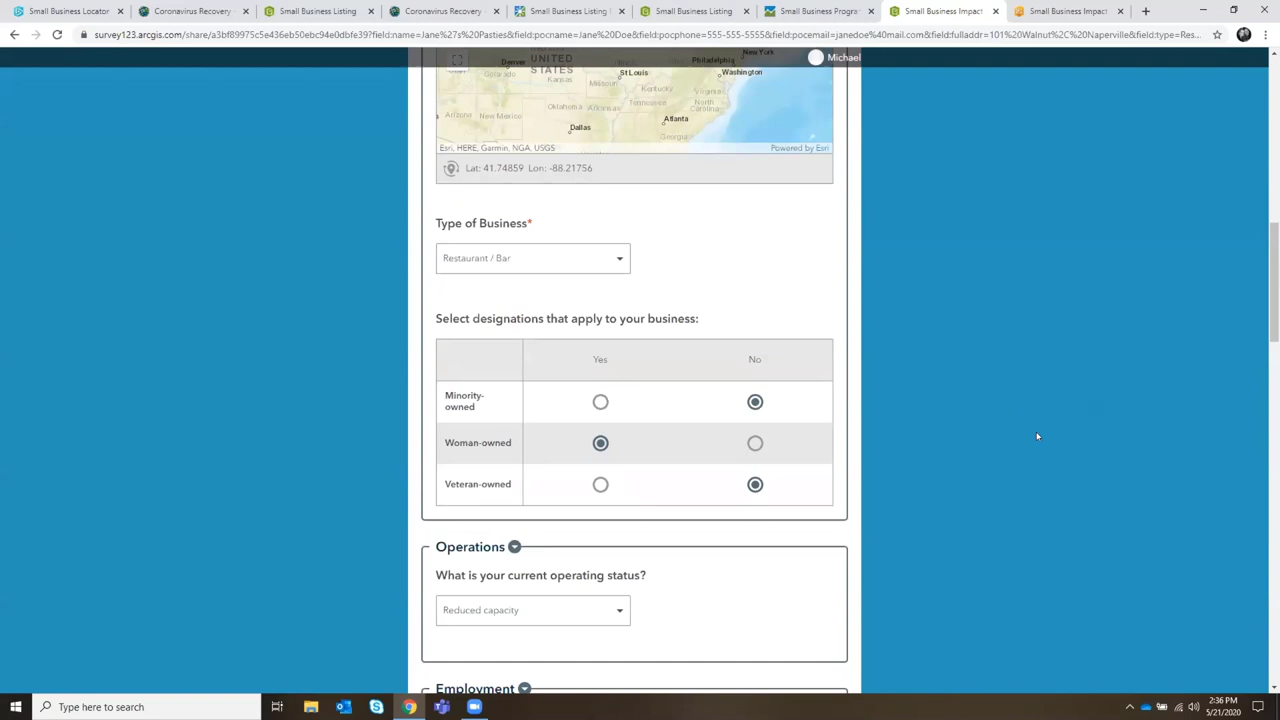 Small Business Locator
Coronavirus Recovery
Small Business Listing
Coronavirus Recovery
Small Business Listing
Small Business Listing
Small Business Progra
Small Business Impact
Small Business Impact
survey123.arcgis.com/share/a3bf89975c5e436eb50ebc94e0dbfe39?field:name=Jane%27s%20Pasties&field:pocname=Jane%20Doe&field:pocphone=555-555-5555&field:pocemail=janedoe%40mail.com&field:fulladdr=101%20Walnut%2C%20Naperville&field:type=Res...
Michael
New York
Denver
UNITED
STATES
Philadelphia
Colorado
Kansas
St Louis
Washington
Missouri
Kentucky
Virginia
Oklahoma
Arkansas
Tennessee
North
Carolina
Arizona
New Mexico
Atlanta
Dallas
Georgia
Esri, HERE, Garmin, NGA, USGS
Powered by Esri
Lat: 41.74859 Lon: -88.21756
Type of Business*
Restaurant / Bar
Select designations that apply to your business:
Yes No
Minority-
owned
Woman-owned
Veteran-owned
Operations
What is your current operating status?
Reduced capacity
Employment
Type here to search
2:36 PM
5/21/2020